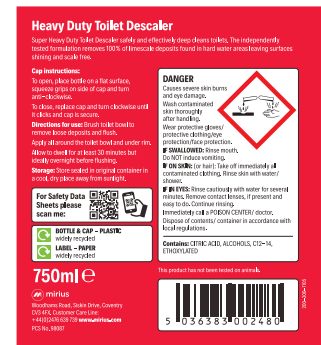 Heavy Duty Toilet Descaler
Super Heavy Duty Toilet Descaler safely and effectively deep cleans toilets, The independently
tested formulation removes 100% of limescale deposits found in hard water areas leaving surfaces
shining and scale free.
Cap instructions:
To open, place bottle on a flat surface,
squeeze grips on side of cap and turn
anti-clockwise.
To close, replace cap and turn clockwise until
it clicks and cap is secure.
Directions for use: Brush toilet bowl to
remove loose deposits and flush.
Apply all around the toilet bowl and under rim.
Allow to dwell for at least 30 minutes but
ideally overnight before flushing.
Storage: Store sealed in original container in
a cool, dry place away from sunlight.
For Safety Data
Sheets please
scan me:
BOTTLE & CAP – PLASTIC
widely recycled
LABEL – PAPER
widely recycled
750ml e
mirius
Woodhams Road, Siskin Drive, Coventry
CV3 4FX, Customer Care Line:
+44(0)2476 639 739 www.mirius.com
PCS No, 98087
DANGER
Causes severe skin burns
and eye damage.
Wash contaminated
skin thoroughly
after handling.
Wear protective gloves/
protective clothing/eye
protection/face protection.
IF SWALLOWED: Rinse mouth,
Do NOT induce vomiting.
IF ON SKIN: (or hair): Take off immediately all
contaminated clothing. Rinse skin with water/
shower.
IF IN EYES: Rinse cautiously with water for several
minutes. Remove contact lenses, if present and
easy to do. Continue rinsing.
Immediately call a POISON CENTER/ doctor.
Dispose of contents/ container in accordance with
local regulations.
Contains: CITRIC ACID, ALCOHOLS, C12-14,
ETHOXYLATED
This product has not been tested on animals.
5 036383 002480